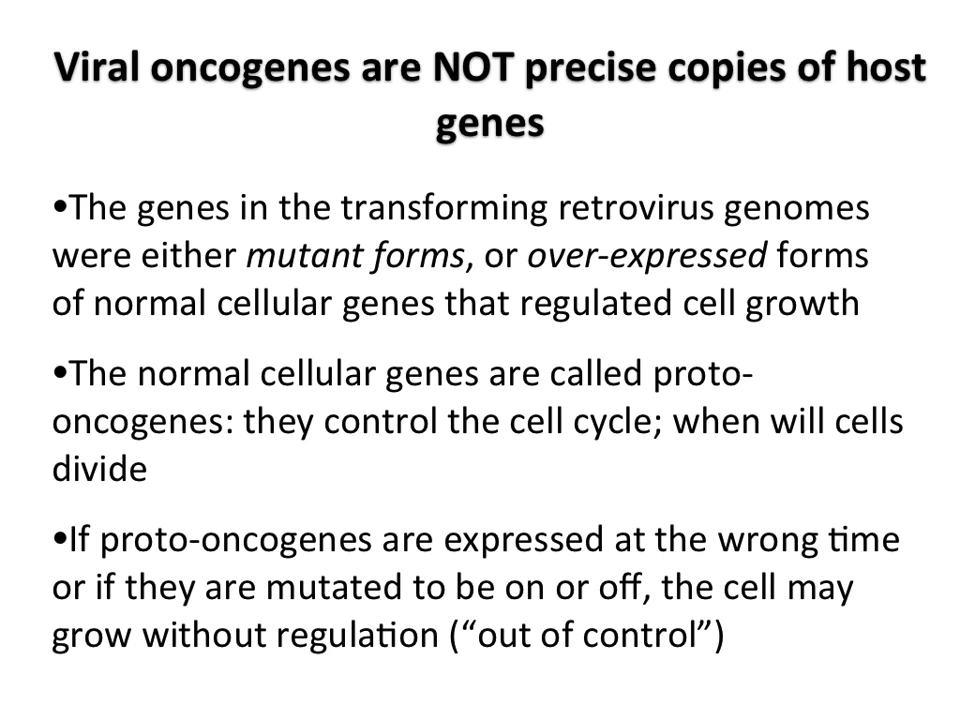 Viral oncogenes are NOT precise copies of host
genes
•The genes in the transforming retrovirus genomes
were either mutant forms, or over-expressed forms
of normal cellular genes that regulated cell growth
•The normal cellular genes are called proto-
oncogenes: they control the cell cycle; when will cells
divide
•If proto-oncogenes are expressed at the wrong time
or if they are mutated to be on or off, the cell may
grow without regulation (“out of control”)